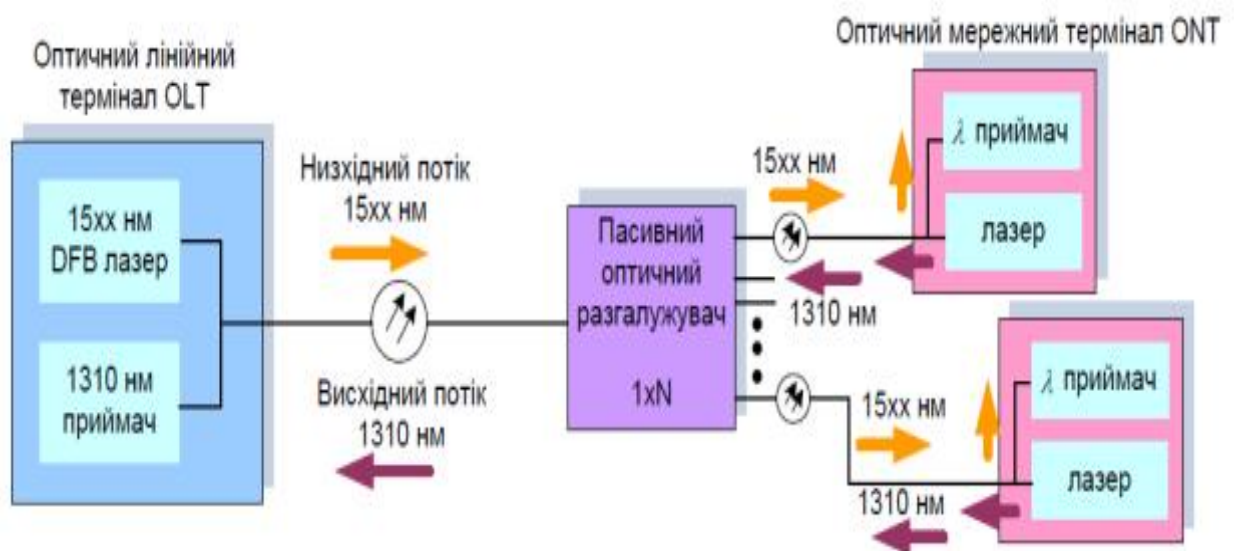 Оптичний лінійний
термінал OLT
15xx нм
DFB лазер
1310 нм
приймач
Низхідний потік
15xx нм
Висхідний потік
1310 нм
Пасивний
оптичний
разгалужувач
1xN
Оптичний мережний термінал ONT
15xx нм
λ приймач
лазер
1310 нм
15xx нм
λ приймач
лазер
1310 нм